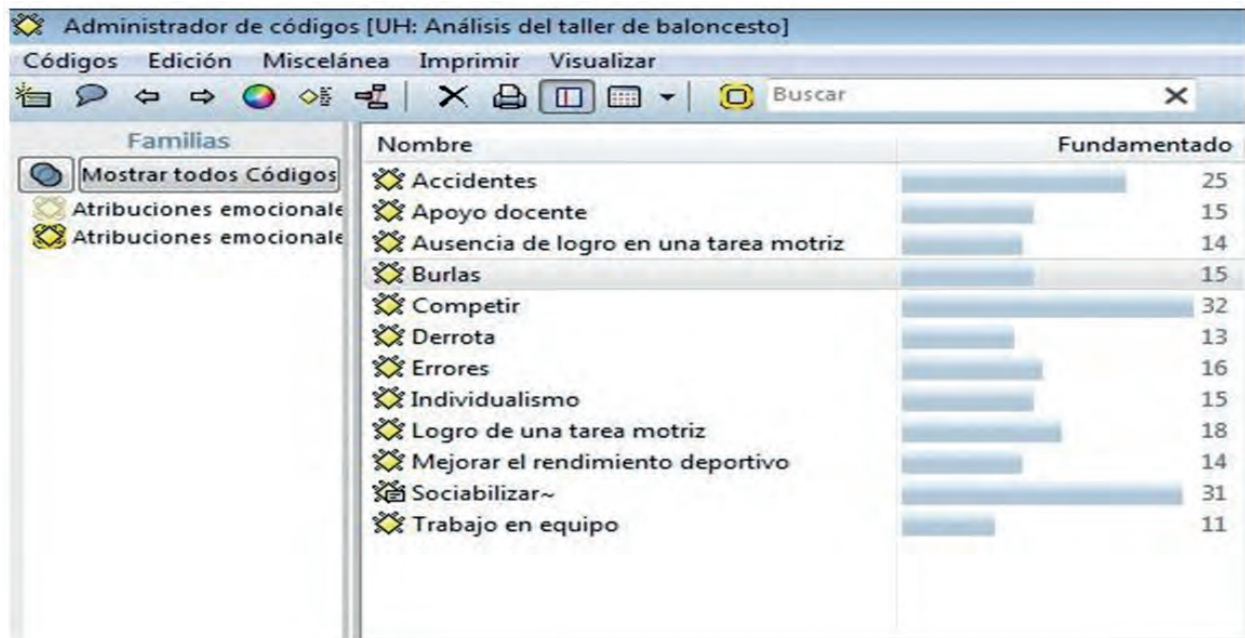 Administrador de códigos [UH: Análisis del taller de baloncesto]
Códigos Edición Miscelánea Imprimir Visualizar
Buscar
Familias
Mostrar todos Códigos
Atribuciones emocionale
Atribuciones emocionale
Nombre Fundamentado
Accidentes 25
Apoyo docente 15
Ausencia de logro en una tarea motriz 14
Burlas 15
Competir 32
Derrota 13
Errores 16
Individualismo 15
Logro de una tarea motriz 18
Mejorar el rendimiento deportivo 14
Sociabilizar~ 31
Trabajo en equipo 11